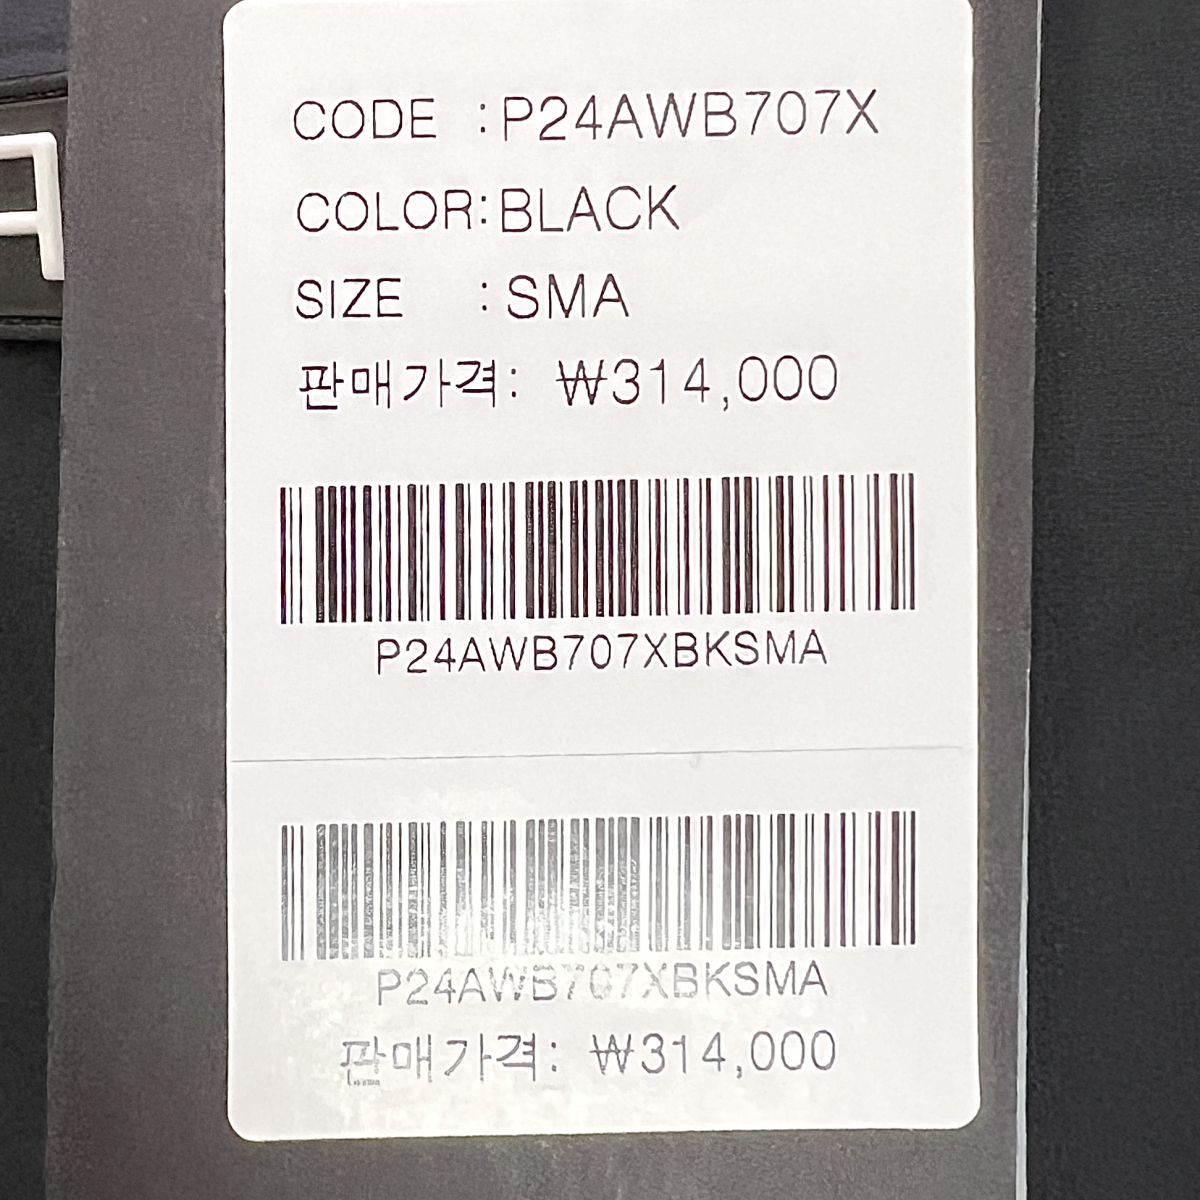 CODE : P24AWB707X
COLOR: BLACK
SIZE : SMA
판매가격: ₩314,000
P24AWB707XBKSMA
P24AWB707XBKSMA
판매가격: ₩314,000